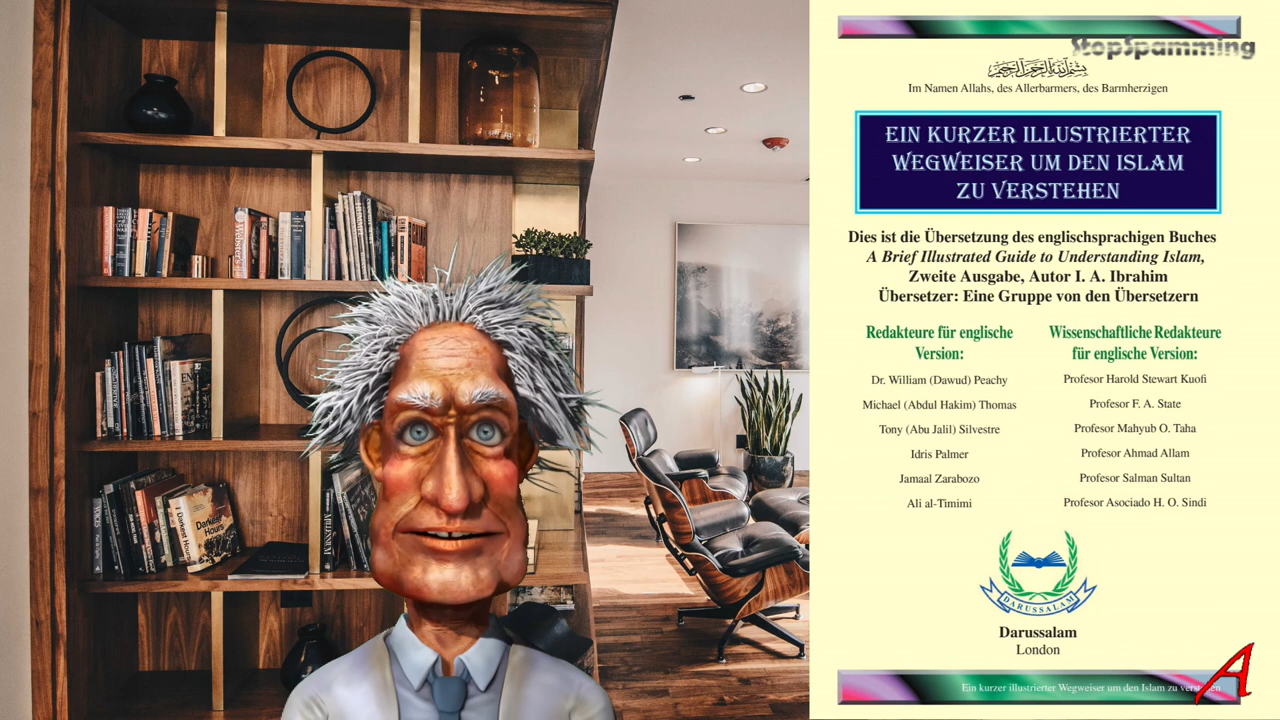 StopSpamming
Im Namen Allahs, des Allerbarmers, des Barmherzigen
EIN KURZER ILLUSTRIERTER
WEGWEISER UM DEN ISLAM
ZU VERSTEHEN
Dies ist die Übersetzung des englischsprachigen Buches
A Brief Illustrated Guide to Understanding Islam,
Zweite Ausgabe, Autor I. A. Ibrahim
Übersetzer: Eine Gruppe von den Übersetzern
Redakteure für englische
Version:
Dr. William (Dawud) Peachy
Michael (Abdul Hakim) Thomas
Tony (Abu Jalil) Silvestre
Idris Palmer
Jamaal Zarabozo
Ali al-Timimi
Wissenschaftliche Redakteure
für englische Version:
Profesor Harold Stewart Kuofi
Profesor F. A. State
Profesor Mahyub O. Taha
Profesor Ahmad Allam
Profesor Salman Sultan
Profesor Asociado H. O. Sindi
DARUSSALAM
Darussalam
London
Ein kurzer illustrierter Wegweiser um den Islam zu
A
Darkest
Hours